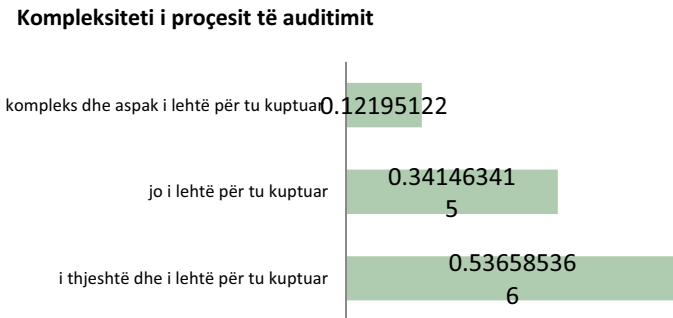 Kompleksiteti i proçesit të auditimit
kompleks dhe aspak i lehtë për tu kuptuar
0.12195122
jo i lehtë për tu kuptuar
0.34146341
5
i thjeshtë dhe i lehtë për tu kuptuar
0.53658536
6